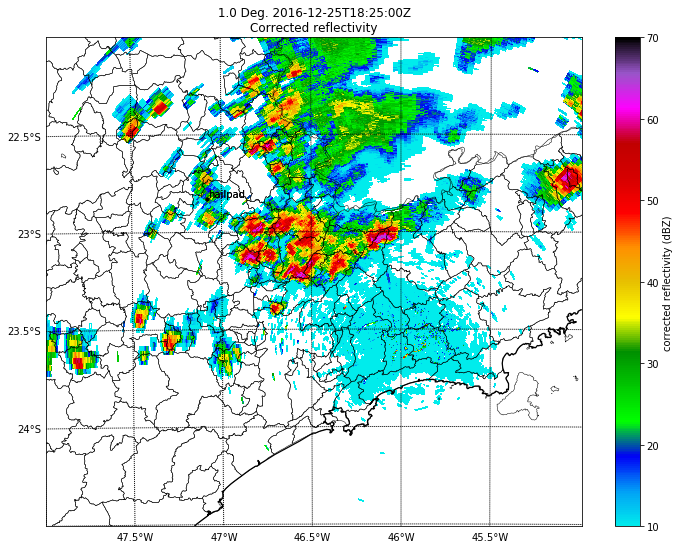 1.0 Deg. 2016-12-25T18:25:00Z
Corrected reflectivity
22.5°S
23°S
23.5°S
24°S
47.5°W
47°W
46.5°W
46°W
45.5°W
hailpad
70
60
50
40
30
20
10
corrected reflectivity (dBZ)